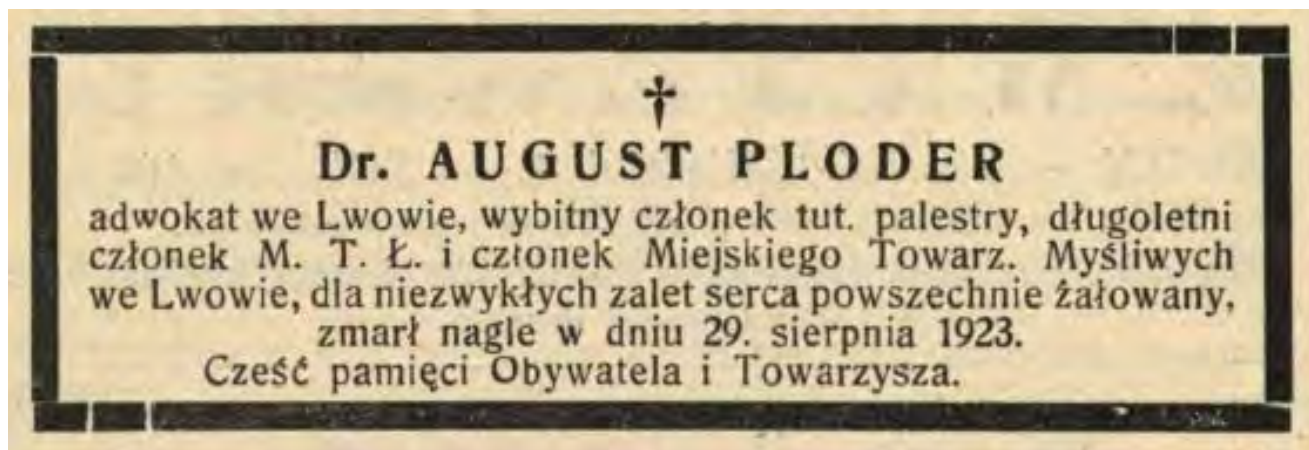 †
Dr. AUGUST PLODER
adwokat we Lwowie, wybitny członek tut. palestry, długoletni
członek M. T. Ł. i członek Miejskiego Towarz. Myśliwych
we Lwowie, dla niezwykłych zalet serca powszechnie żałowany,
zmarł nagle w dniu 29. sierpnia 1923.
Cześć pamięci Obywatela i Towarzysza.